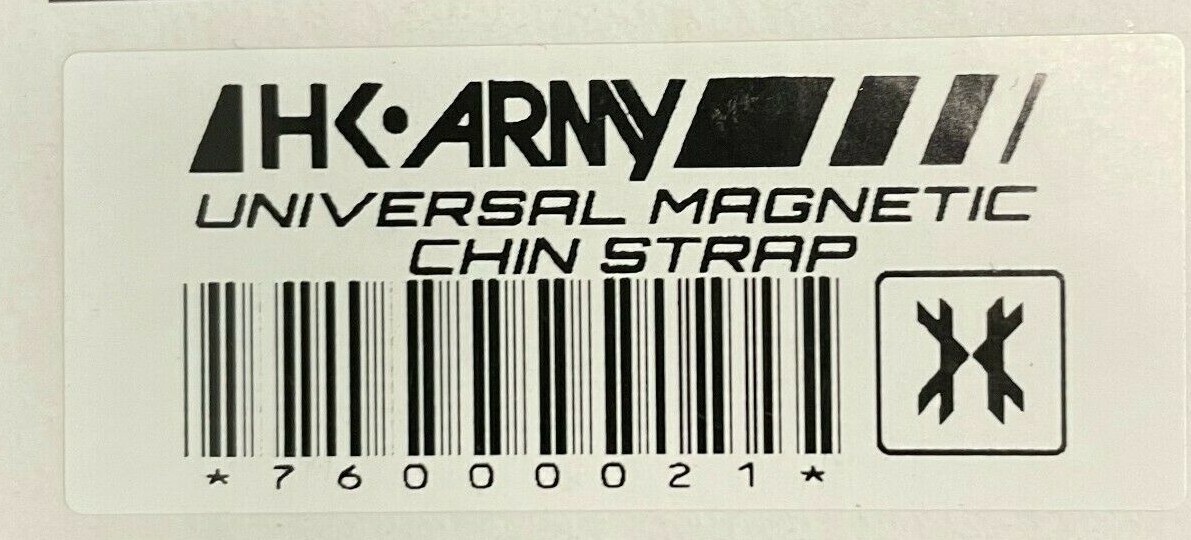 HK•ARMY
UNIVERSAL MAGNETIC
CHIN STRAP
*76000021*